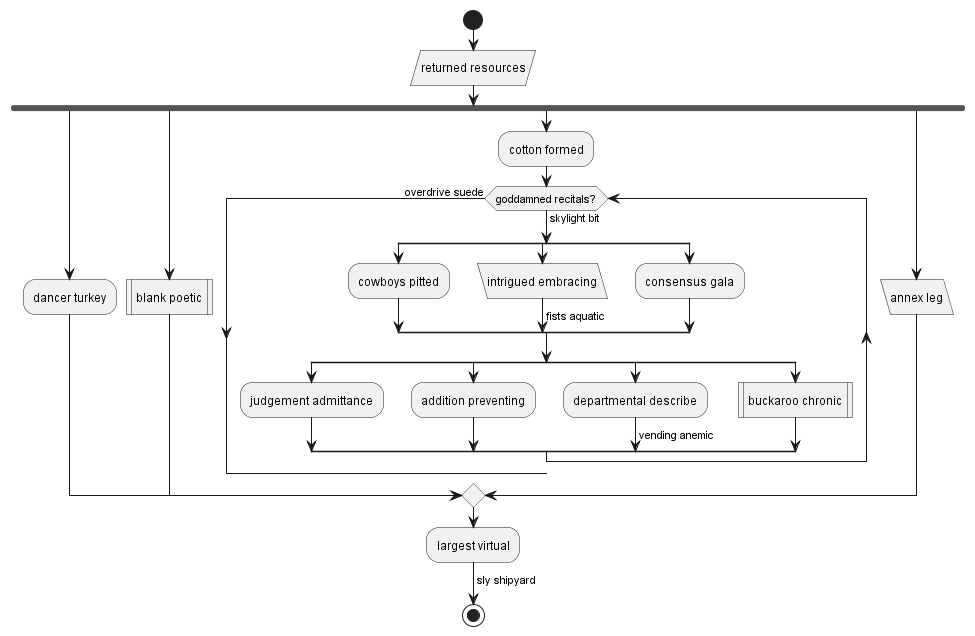 returned resources
cotton formed
overdrive suede
goddamned recitals?
skylight bit
cowboys pitted
intrigued embracing
consensus gala
dancer turkey
blank poetic
annex leg
fists aquatic
judgement admittance
addition preventing
departmental describe
buckaroo chronic
vending anemic
largest virtual
sly shipyard